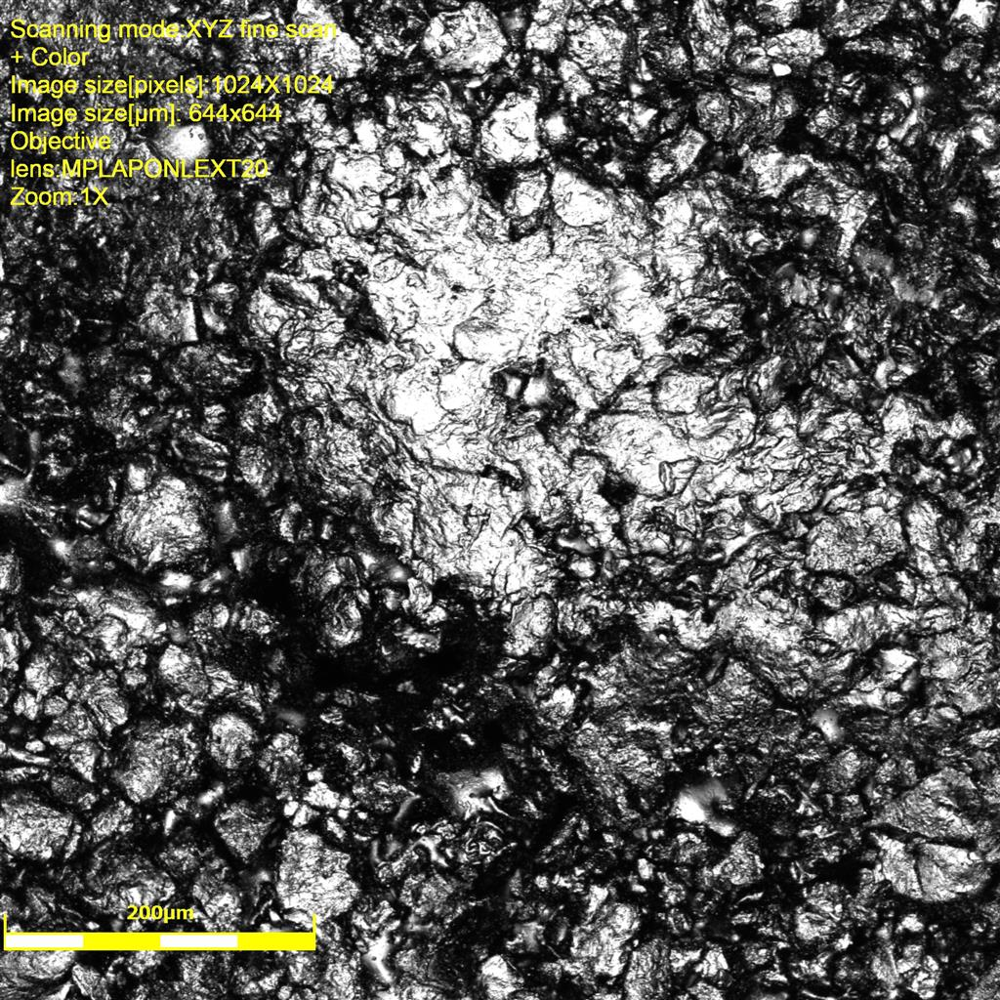 Scanning mode:XYZ fine scan
+ Color
Image size[pixels]:1024X1024
Image size[µm]: 644x644
Objective
lens:MPLAPONLEXT20
Zoom:1X
200µm